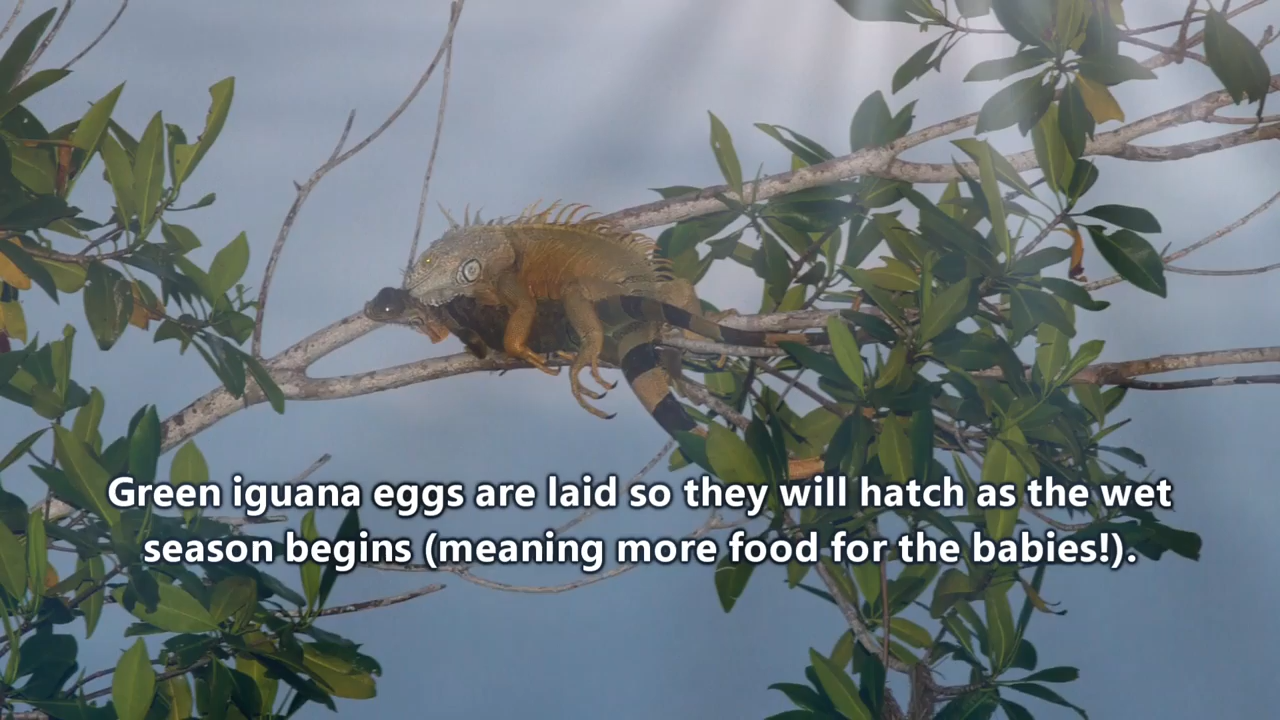 Green iguana eggs are laid so they will hatch as the wet
season begins (meaning more food for the babies!).